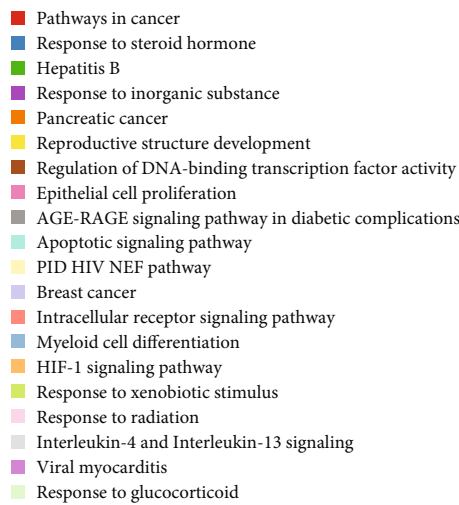 Pathways in cancer
Response to steroid hormone
Hepatitis B
Response to inorganic substance
Pancreatic cancer
Reproductive structure development
Regulation of DNA-binding transcription factor activity
Epithelial cell proliferation
AGE-RAGE signaling pathway in diabetic complications
Apoptotic signaling pathway
PID HIV NEF pathway
Breast cancer
Intracellular receptor signaling pathway
Myeloid cell differentiation
HIF-1 signaling pathway
Response to xenobiotic stimulus
Response to radiation
Interleukin-4 and Interleukin-13 signaling
Viral myocarditis
Response to glucocorticoid